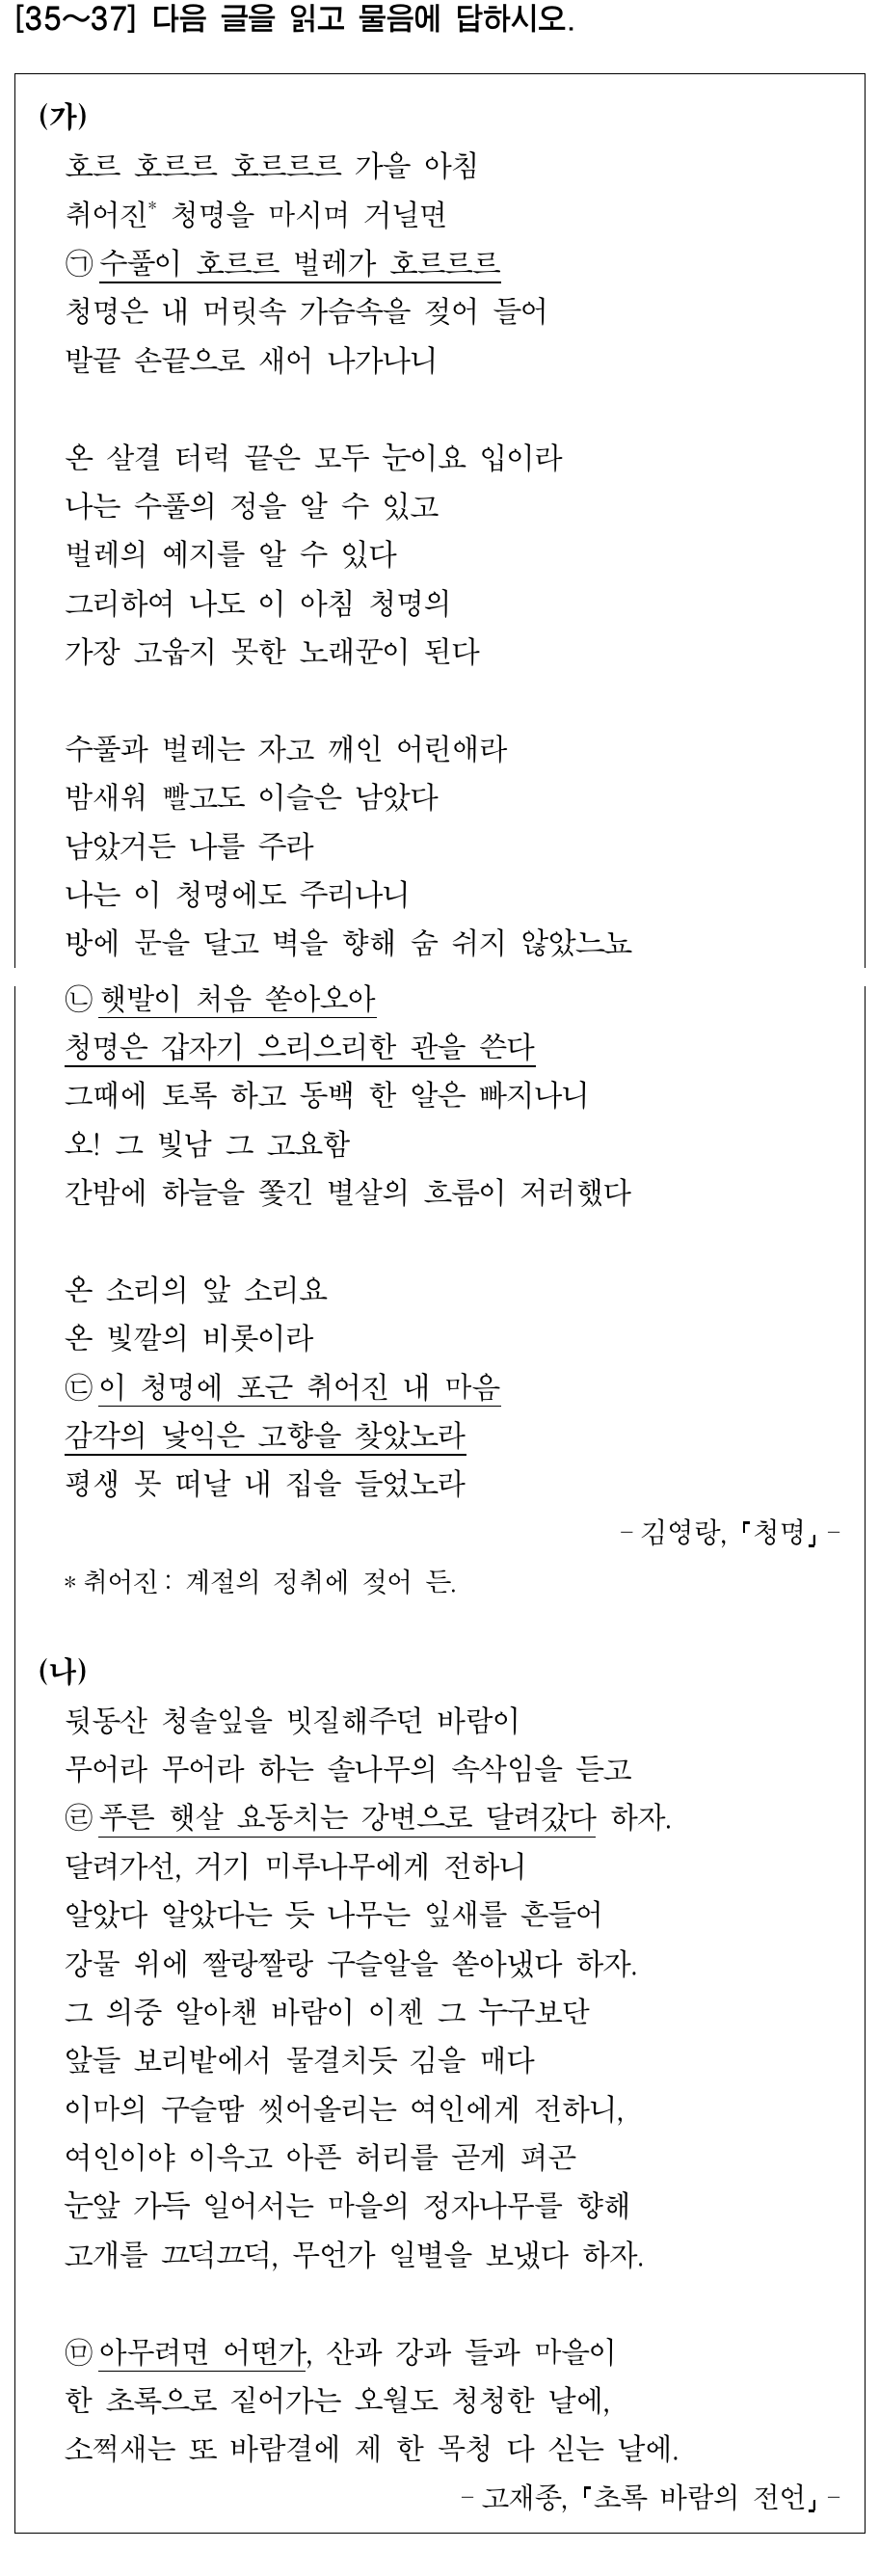 [35～37] 다음 글을 읽고 물음에 답하시오.
(가)
호르 호르르 호르르르 가을 아침
취어진* 청명을 마시며 거닐면
㉠수풀이 호르르 벌레가 호르르르
청명은 내 머릿속 가슴속을 젖어 들어
발끝 손끝으로 새어 나가나니
온 살결 터럭 끝은 모두 눈이요 입이라
나는 수풀의 정을 알 수 있고
벌레의 예지를 알 수 있다
그리하여 나도 이 아침 청명의
가장 고웁지 못한 노래꾼이 된다
수풀과 벌레는 자고 깨인 어린애라
밤새워 빨고도 이슬은 남았다
남았거든 나를 주라
나는 이 청명에도 주리나니
방에 문을 달고 벽을 향해 숨 쉬지 않았느뇨
㉡햇발이 처음 쏟아오아
청명은 갑자기 으리으리한 관을 쓴다
그때에 토록 하고 동백 한 알은 빠지나니
오! 그 빛남 그 고요함
간밤에 하늘을 쫓긴 별살의 흐름이 저러했다
온 소리의 앞 소리요
온 빛깔의 비롯이라
㉢이 청명에 포근 취어진 내 마음
감각의 낯익은 고향을 찾았노라
평생 못 떠날 내 집을 들었노라
- 김영랑, 「청명」 -
* 취어진 : 계절의 정취에 젖어 든.
(나)
뒷동산 청솔잎을 빗질해주던 바람이
무어라 무어라 하는 솔나무의 속삭임을 듣고
㉣푸른 햇살 요동치는 강변으로 달려갔다 하자.
달려가선, 거기 미루나무에게 전하니
알았다 알았다는 듯 나무는 잎새를 흔들어
강물 위에 짤랑짤랑 구슬알을 쏟아냈다 하자.
그 의중 알아챈 바람이 이젠 그 누구보단
앞들 보리밭에서 물결치듯 김을 매다
이마의 구슬땀 씻어올리는 여인에게 전하니,
여인이야 이윽고 아픈 허리를 곧게 펴곤
눈앞 가득 일어서는 마을의 정자나무를 향해
고개를 끄덕끄덕, 무언가 일별을 보냈다 하자.
㉤아무려면 어떤가, 산과 강과 들과 마을이
한 초록으로 짙어가는 오월도 청청한 날에,
소쩍새는 또 바람결에 제 한 목청 다 싣는 날에.
- 고재종, 「초록 바람의 전언」 -